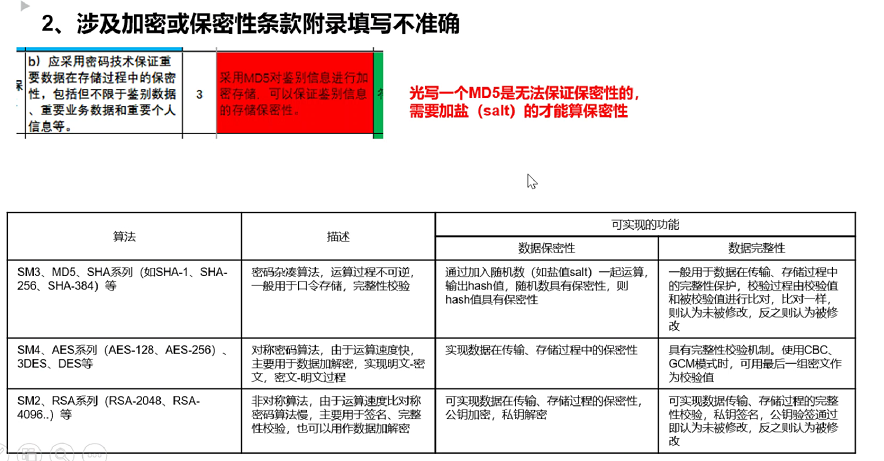 2、涉及加密或保密性条款附录填写不准确
b）应采用密码技术保证重
要数据在存储过程中的保密
性，包括但不限于鉴别数据
、重要业务数据和重要个人
信息等。
3
采用MD5对鉴别信息进行加
密存储，可以保证鉴别信息
的存储保密性。
光写一个MD5是无法保证保密性的，
需要加盐（salt）的才能算保密性
算法
描述
可实现的功能
数据保密性
数据完整性
SM3、MD5、SHA系列（如SHA-1、SHA-
256、SHA-384）等
密码杂凑算法，运算过程不可逆，
一般用于口令存储，完整性校验
通过加入随机数（如盐值salt）一起运算，
输出hash值，随机数具有保密性，则
hash值具有保密性
一般用于数据在传输、存储过程中
的完整性保护，校验过程由校验值
和被校验值进行比对，比对一样，
则认为未被修改，反之则认为被修
改
SM4、AES系列（AES-128、AES-256）、
3DES、DES等
对称密码算法，由于运算速度快，
主要用于数据加解密，实现明文-密
文，密文-明文过程
实现数据在传输、存储过程中的保密性
具有完整性校验机制。使用CBC、
GCM模式时，可用最后一组密文作
为校验值
SM2、RSA系列（RSA-2048、RSA-
4096..）等
非对称算法，由于运算速度比对称
密码算法慢，主要用于签名、完整
性校验，也可以用作数据加解密
可实现数据在传输、存储过程的保密性，
公钥加密，私钥解密
可实现数据传输、存储过程的完整
性校验，私钥签名，公钥验签通过
即认为未被修改，反之则认为被修
改